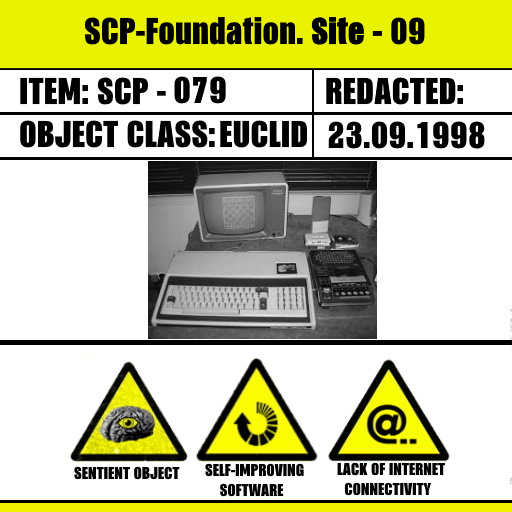 SCP-Foundation. Site - 09
ITEM: SCP - 079
REDACTED:
OBJECT CLASS: EUCLID
23.09.1998
@..
SENTIENT OBJECT
SELF-IMPROVING
SOFTWARE
LACK OF INTERNET
CONNECTIVITY